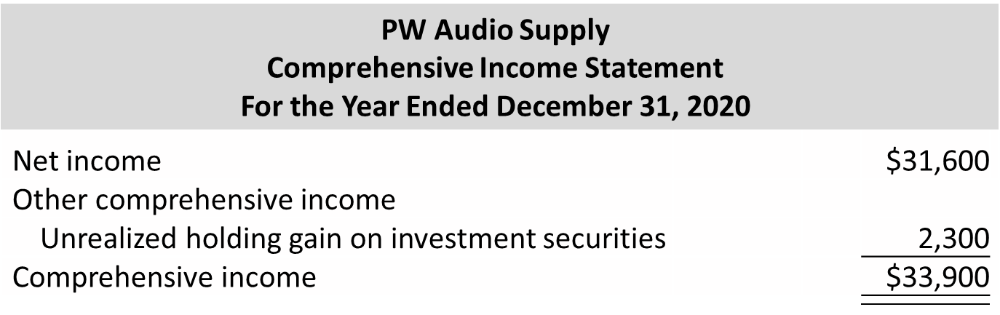 PW Audio Supply
Comprehensive Income Statement
For the Year Ended December 31, 2020
Net income $31,600
Other comprehensive income
Unrealized holding gain on investment securities 2,300
Comprehensive income $33,900